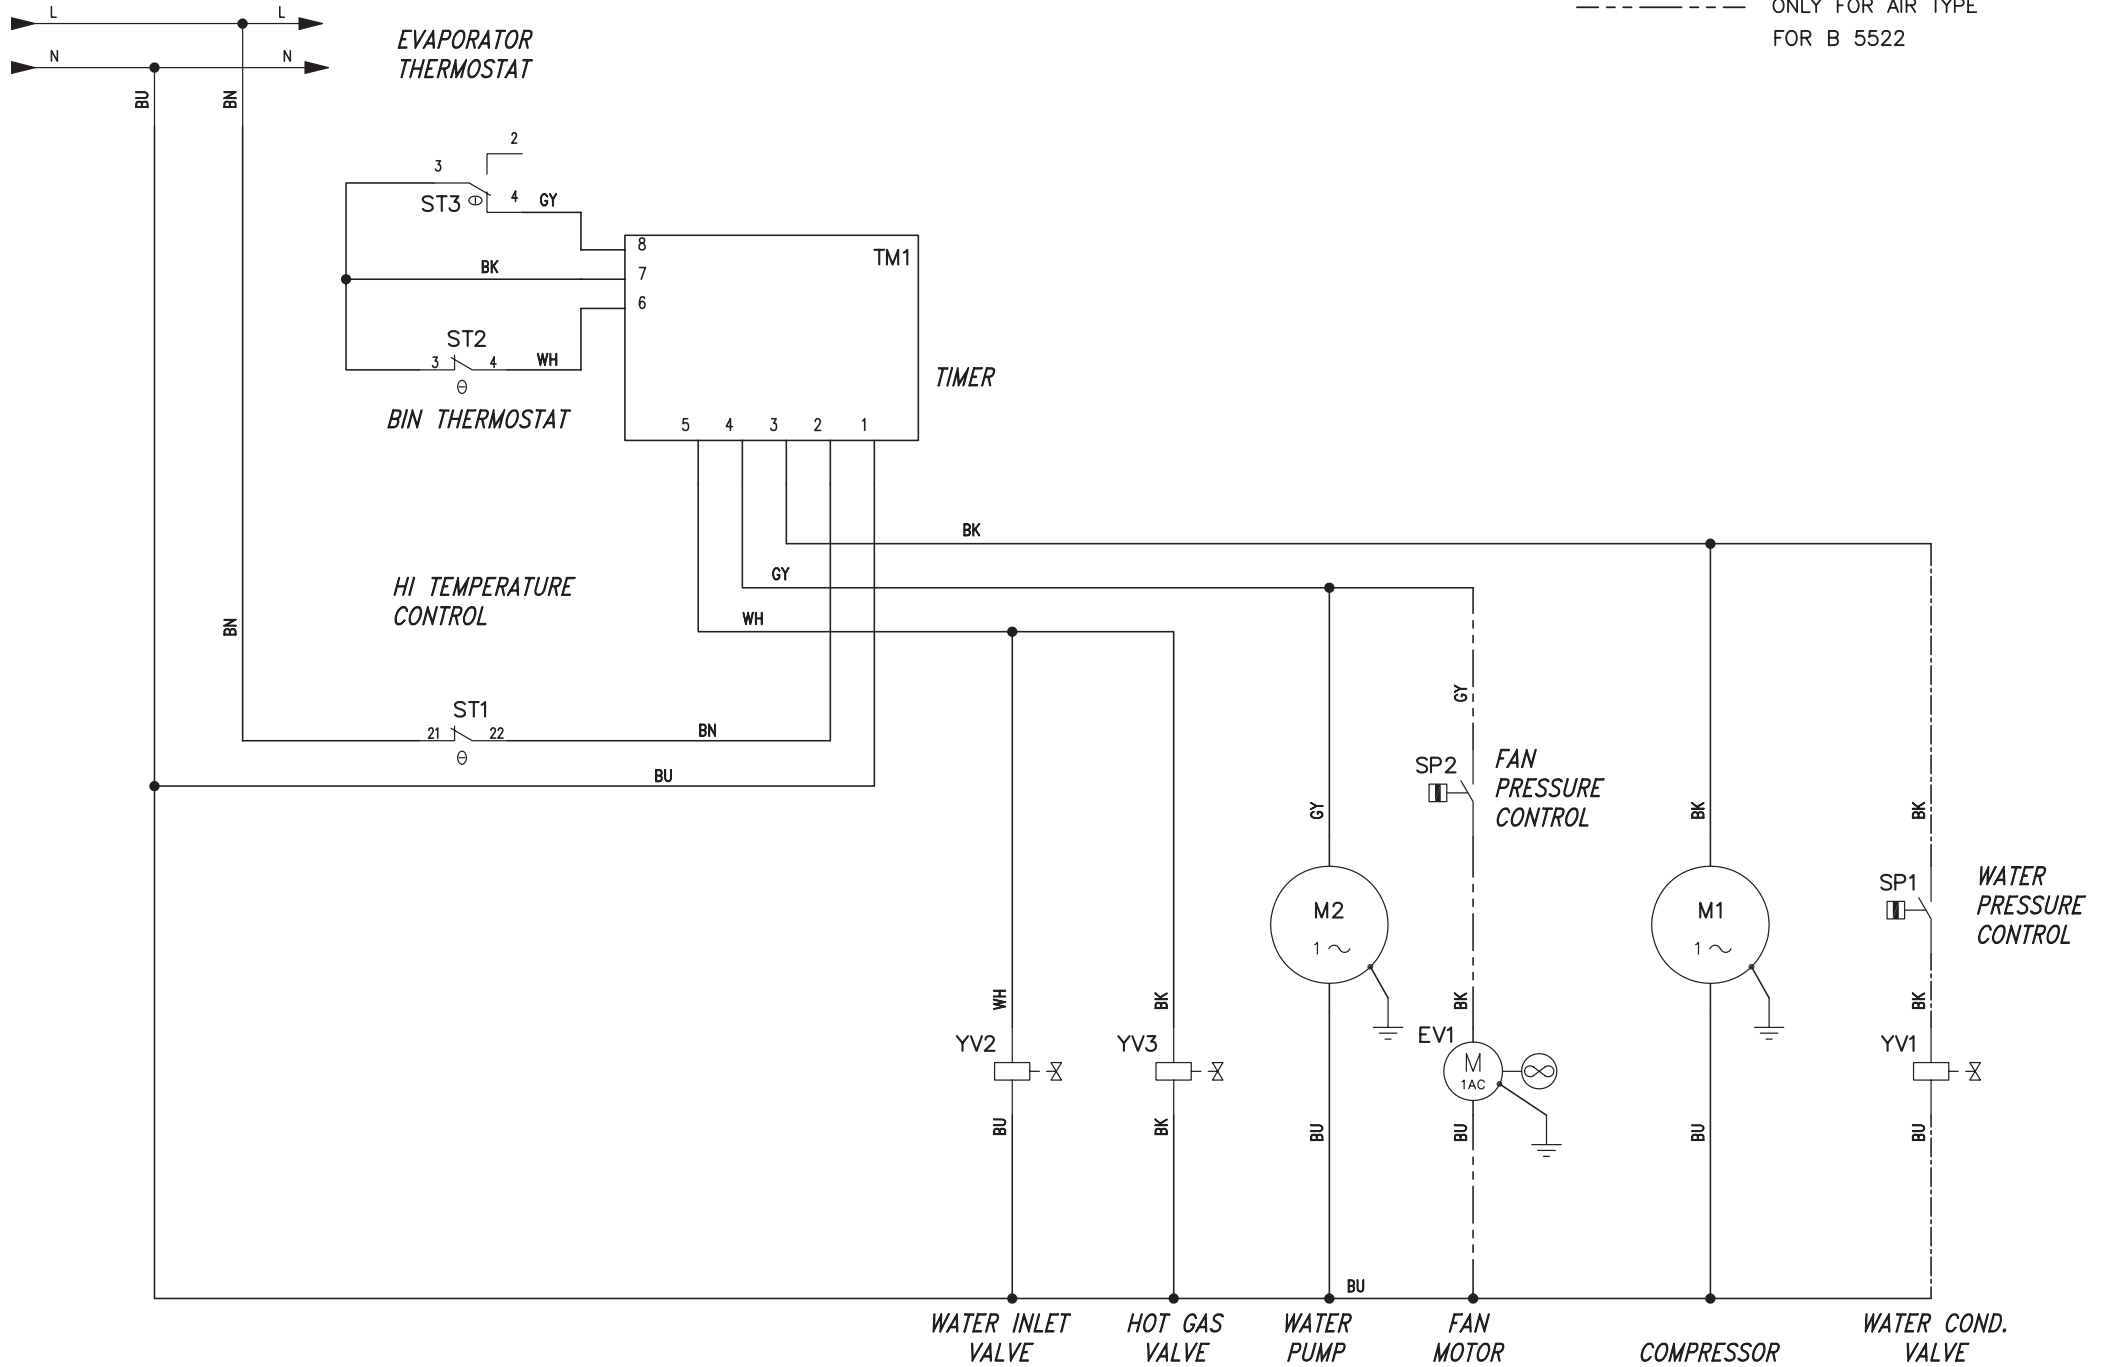 L L
ONLY FOR AIR TYPE
EVAPORATOR
THERMOSTAT
FOR B 5522
N N
BU BN
2
3
ST3 4 GY
8
TM1
BK 7
6
ST2
3 4 WH
TIMER
BIN THERMOSTAT
5 4 3 2 1
BK
GY
HI TEMPERATURE
CONTROL
WH
BN
GY
ST1
21 22 BN
FAN
PRESSURE
CONTROL
SP2
BU
GY BK BK
WATER
PRESSURE
CONTROL
SP1
M2 M1
1 1
WH BK BK BK
YV2 YV3 EV1 YV1
M
1AC
BU BK BU BU BU BU
BU
WATER INLET
VALVE
HOT GAS
VALVE
WATER
PUMP
FAN
MOTOR
COMPRESSOR
WATER COND.
VALVE